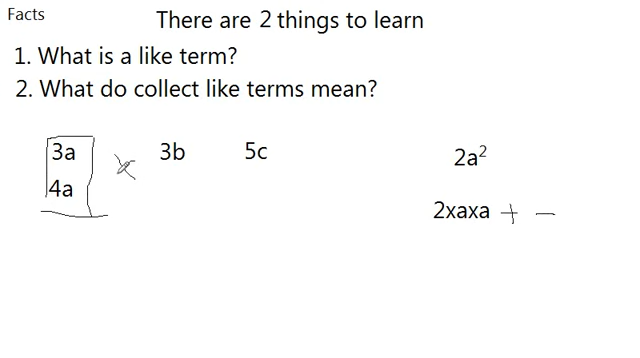 Facts
There are 2 things to learn
1. What is a like term?
2. What do collect like terms mean?
3a × 3b 5c 2a²
4a 2xaxa + −